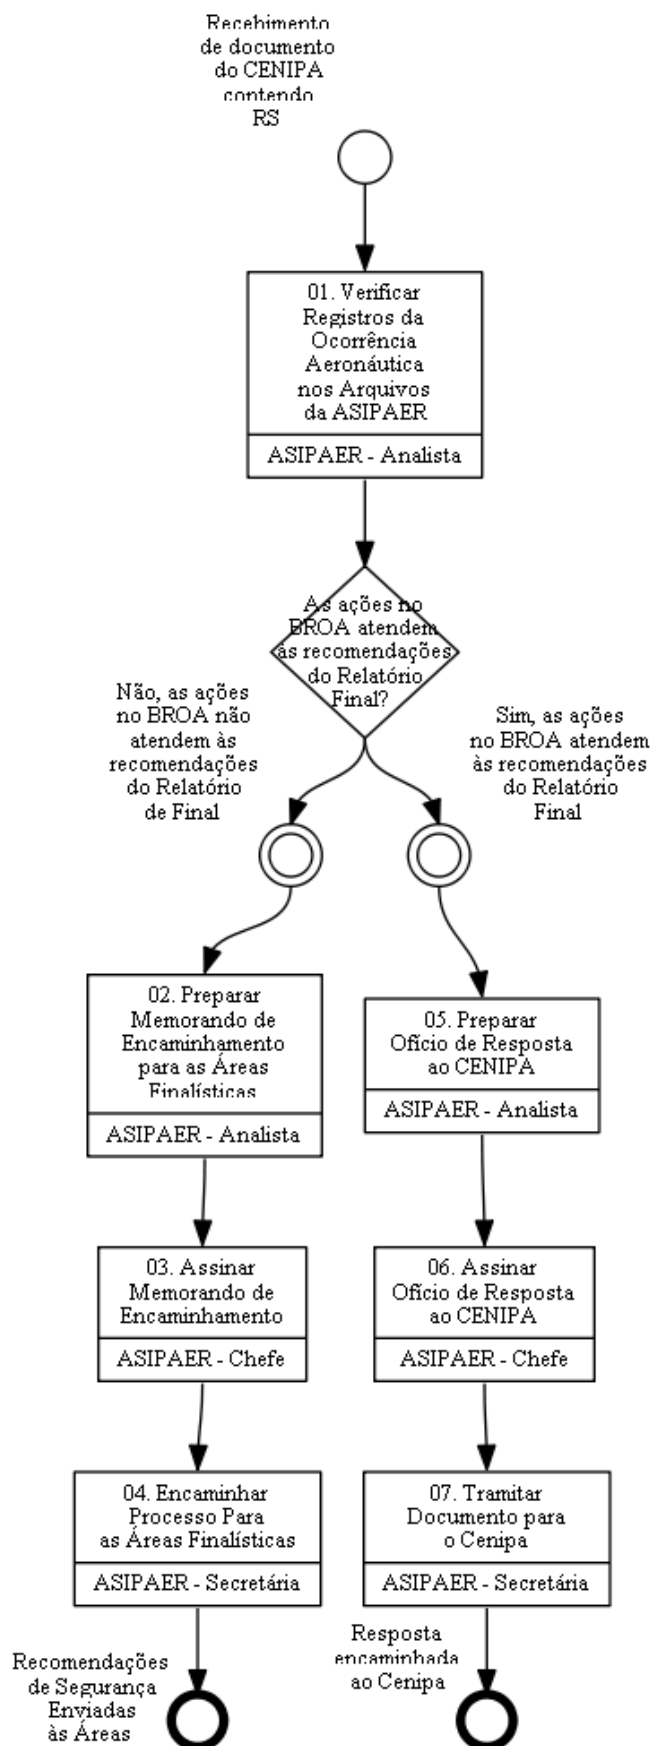 Recebimento
de documento
do CENIPA
contendo
RS
01. Verificar
Registros da
Ocorrência
Aeronáutica
nos Arquivos
da ASIPAER
ASIPAER - Analista
As ações no
BROA atendem
às recomendações
do Relatório
Final?
Não, as ações
no BROA não
atendem às
recomendações
do Relatório
de Final
Sim, as ações
no BROA atendem
às recomendações
do Relatório
Final
02. Preparar
Memorando de
Encaminhamento
para as Áreas
Finalísticas
ASIPAER - Analista
05. Preparar
Ofício de Resposta
ao CENIPA
ASIPAER - Analista
03. Assinar
Memorando de
Encaminhamento
ASIPAER - Chefe
06. Assinar
Ofício de Resposta
ao CENIPA
ASIPAER - Chefe
04. Encaminhar
Processo Para
as Áreas Finalísticas
ASIPAER - Secretária
07. Tramitar
Documento para
o Cenipa
ASIPAER - Secretária
Recomendações
de Segurança
Enviadas
às Áreas
Resposta
encaminhada
ao Cenipa